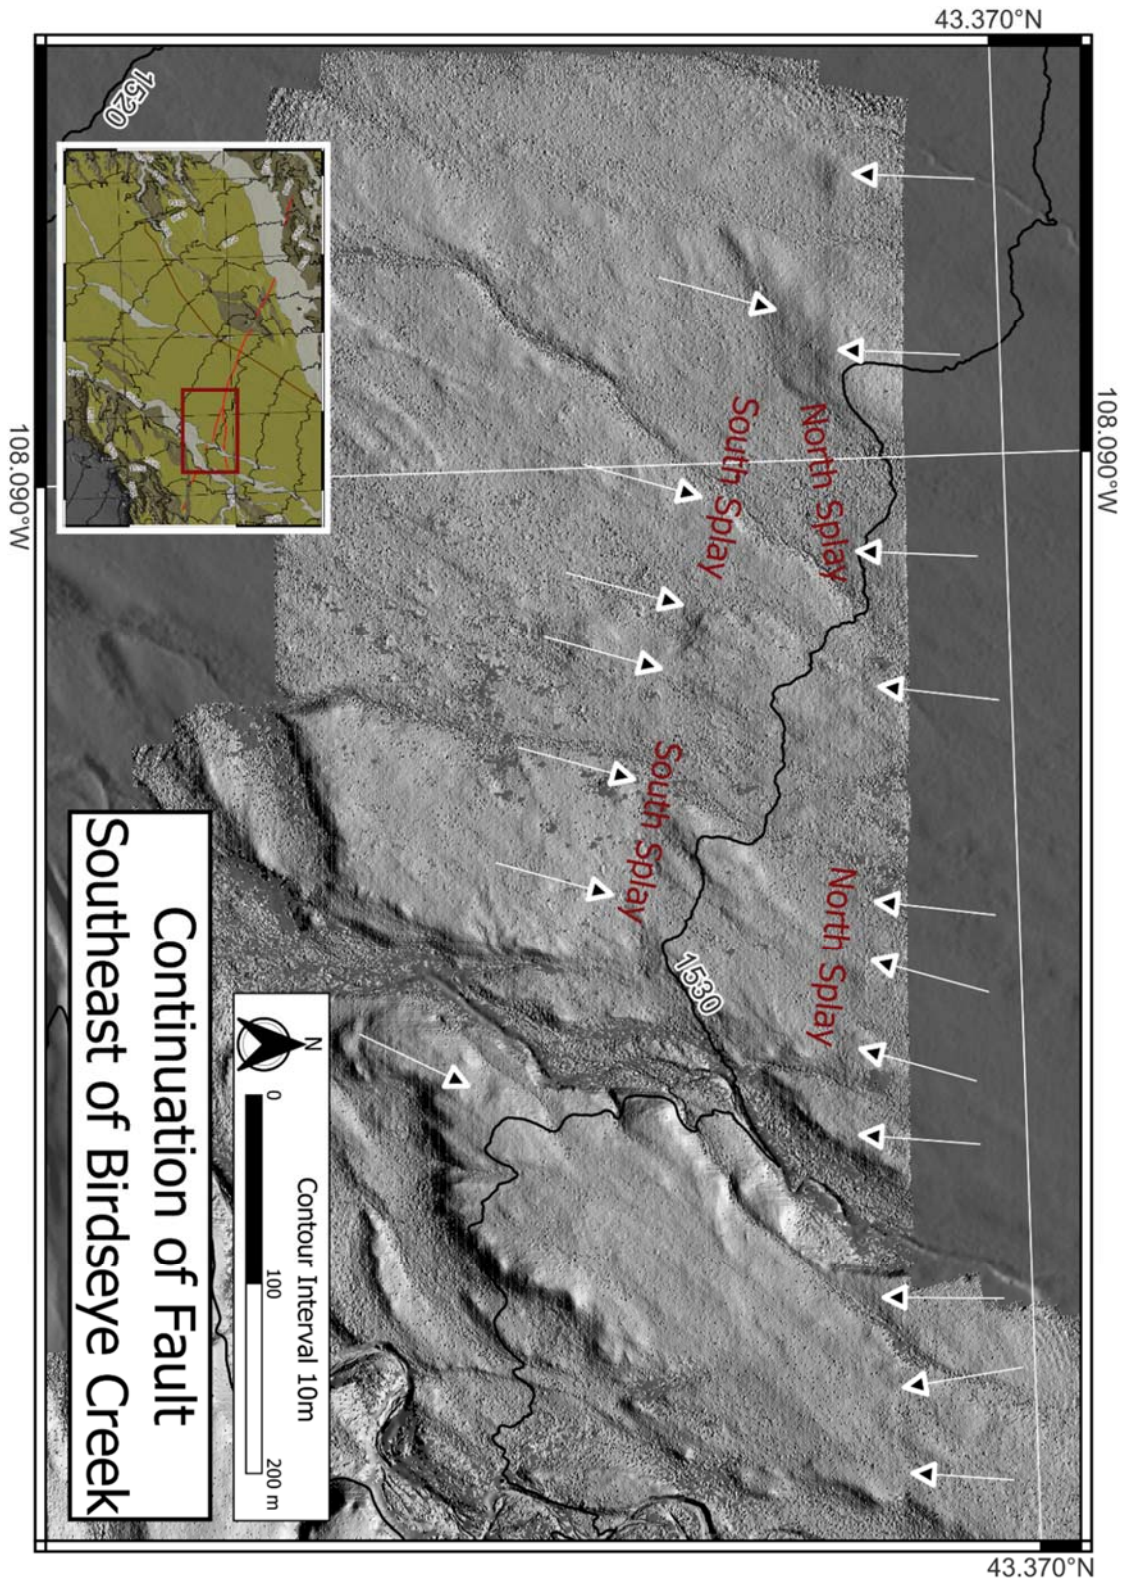 43.370°N
108.090°W
108.090°W
43.370°N
1520
North Splay
South Splay
South Splay
North Splay
1530
N
Contour Interval 10m
0
100
200 m
Continuation of Fault
Southeast of Birdseye Creek